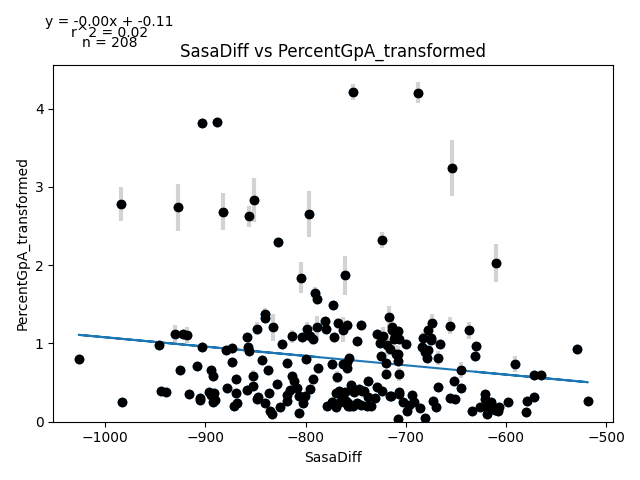 y = -0.00x + -0.11
r^2 = 0.02
n = 208
SasaDiff vs PercentGpA_transformed
PercentGpA_transformed
4
3
2
1
0
−1000
−900
−800
−700
−600
−500
SasaDiff